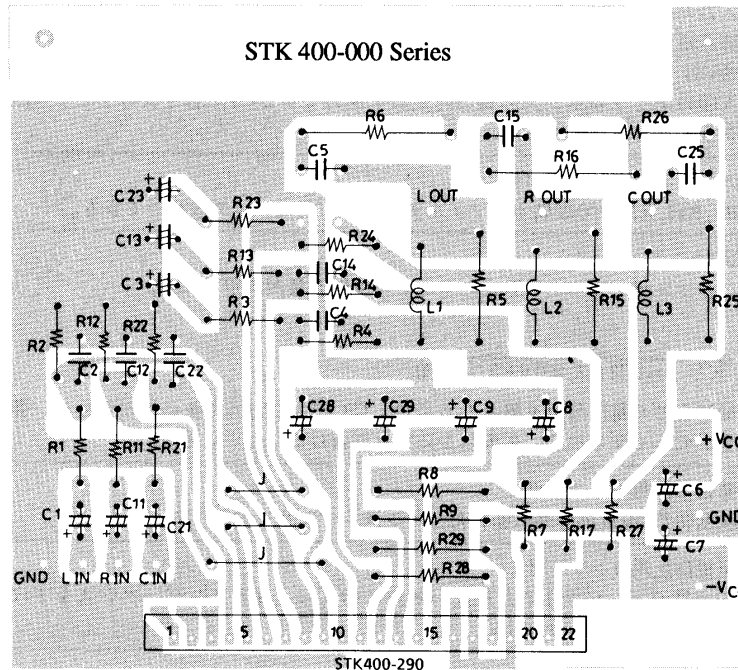 STK 400-000 Series
R6
C15
R26
C5
R16
C25
C23
R23
L OUT
R OUT
C OUT
C13
R24
R13
C14
C3
R14
R3
C4
R4
L1
R5
L2
R15
L3
R25
R2
R12
R22
C2
C12
C22
C28
C29
C9
C8
R1
R11
R21
+VCC
J
R8
C6
C1
C11
C21
J
R9
R7
R17
R27
GND
J
R29
C7
R28
GND L IN R IN C IN
-VC
1 5 10 15 20 22
STK400-290